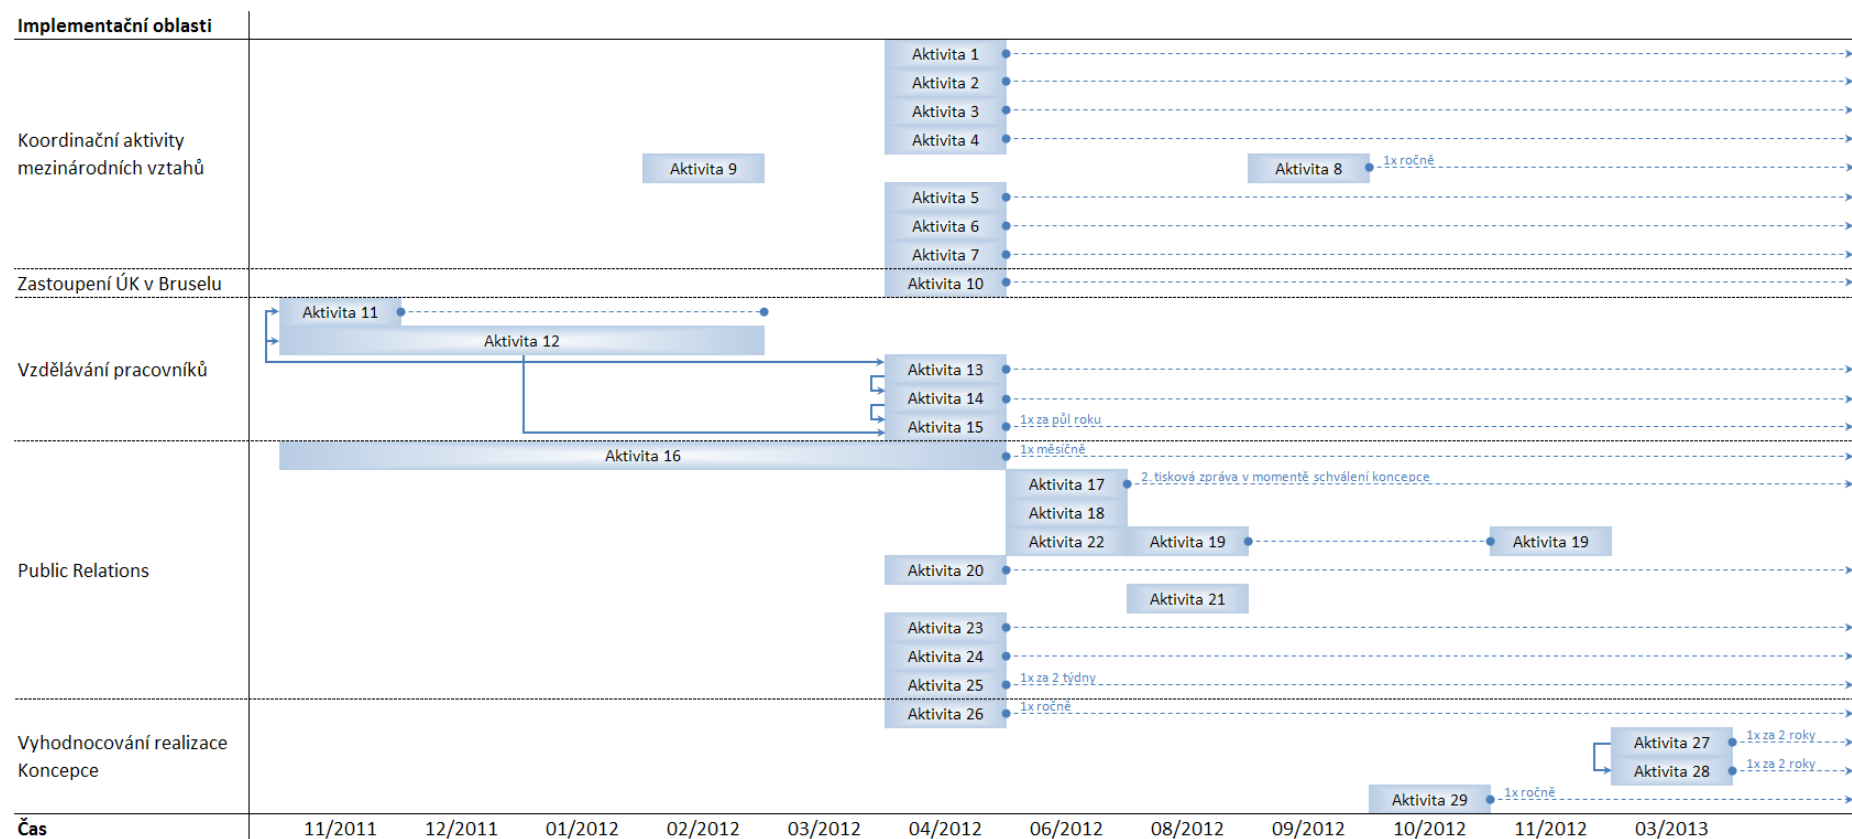 Implementační oblasti
Aktivita 1
Aktivita 2
Aktivita 3
Koordinační aktivity
mezinárodních vztahů
Aktivita 4
Aktivita 9
Aktivita 8
1x ročně
Aktivita 5
Aktivita 6
Aktivita 7
Zastoupení ÚK v Bruselu
Aktivita 10
Aktivita 11
Aktivita 12
Vzdělávání pracovníků
Aktivita 13
Aktivita 14
Aktivita 15
1x za půl roku
Aktivita 16
1x měsíčně
Aktivita 17
2. tisková zpráva v momentě schválení koncepce
Aktivita 18
Aktivita 22
Aktivita 19
Aktivita 19
Public Relations
Aktivita 20
Aktivita 21
Aktivita 23
Aktivita 24
Aktivita 25
1x za 2 týdny
Aktivita 26
1x ročně
Vyhodnocování realizace
Koncepce
Aktivita 27
1x za 2 roky
Aktivita 28
1x za 2 roky
Aktivita 29
1x ročně
Čas
11/2011
12/2011
01/2012
02/2012
03/2012
04/2012
06/2012
08/2012
09/2012
10/2012
11/2012
03/2013